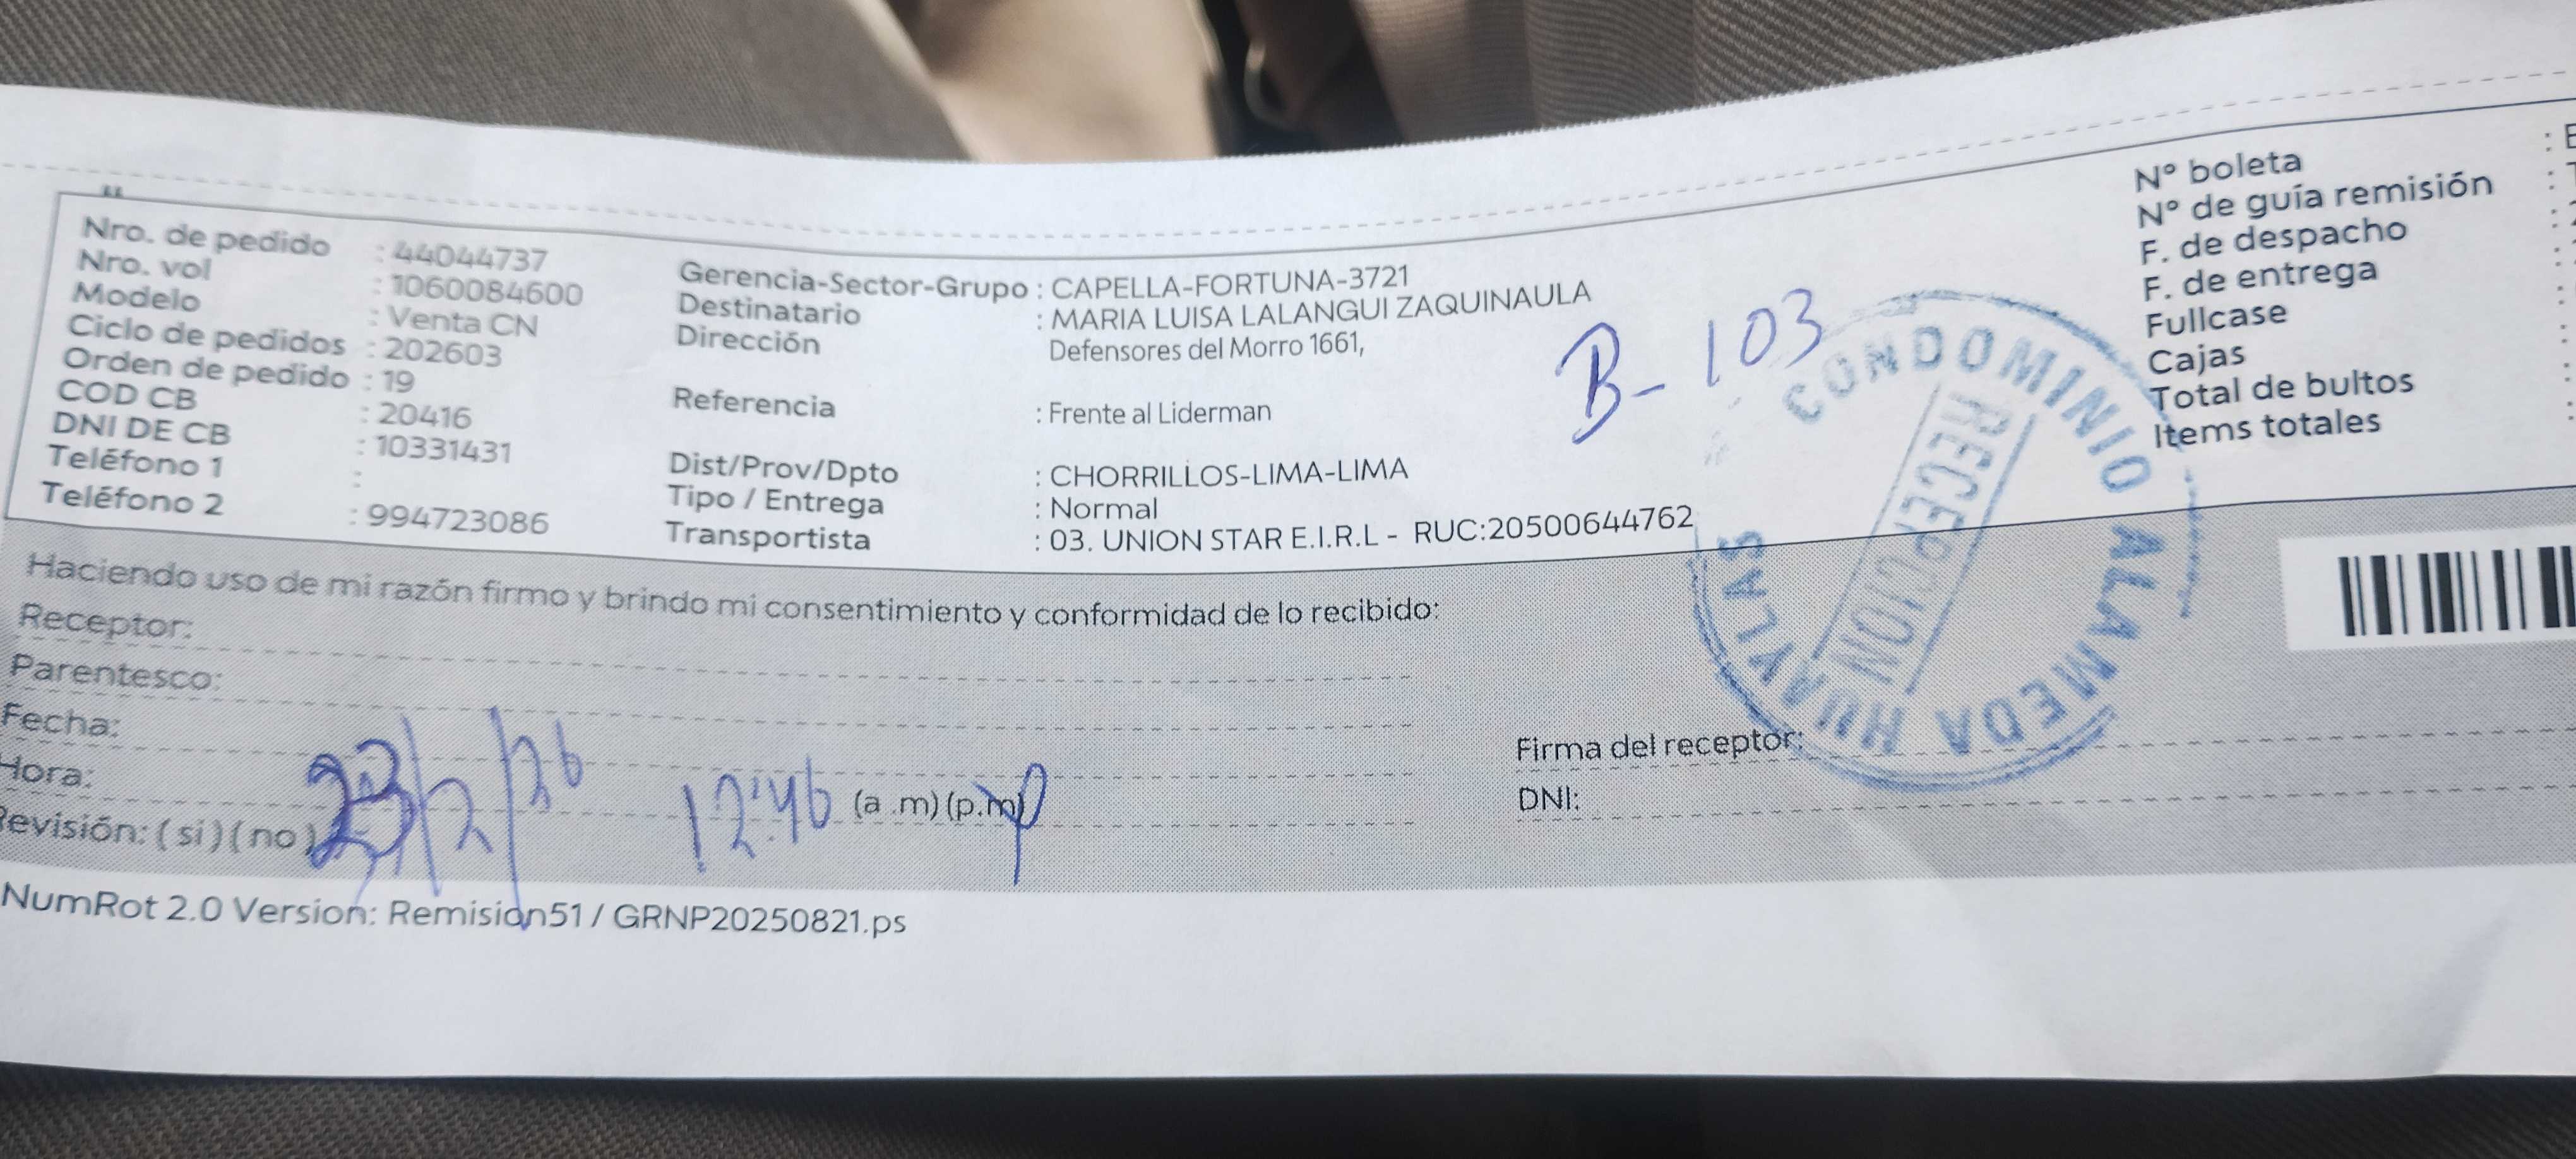 Nro. de pedido : 44044737
Nro. vol : 1060084600
Modelo : Venta CN
Ciclo de pedidos : 202603
Orden de pedido : 19
COD CB : 20416
DNI DE CB : 10331431
Teléfono 1 :
Teléfono 2 : 994723086
Gerencia-Sector-Grupo : CAPELLA-FORTUNA-3721
Destinatario : MARIA LUISA LALANGUI ZAQUINAULA
Dirección Defensores del Morro 1661,
Referencia : Frente al Liderman
Dist/Prov/Dpto : CHORRILLOS-LIMA-LIMA
Tipo / Entrega : Normal
Transportista : 03. UNION STAR E.I.R.L - RUC:20500644762
B- 103
CONDOMINIO ALAMEDA HUAYLAS
RECEPCION
Nº boleta :
Nº de guía remisión :
F. de despacho :
F. de entrega :
Fullcase
Cajas
Total de bultos
Items totales
Haciendo uso de mi razón firmo y brindo mi consentimiento y conformidad de lo recibido:
Receptor:
Parentesco:
Fecha:
Hora: 12:46 (a .m) (p.m)
Revisión: ( si ) ( no )
Firma del receptor:
DNI:
NumRot 2.0 Version: Remision51 / GRNP20250821.ps